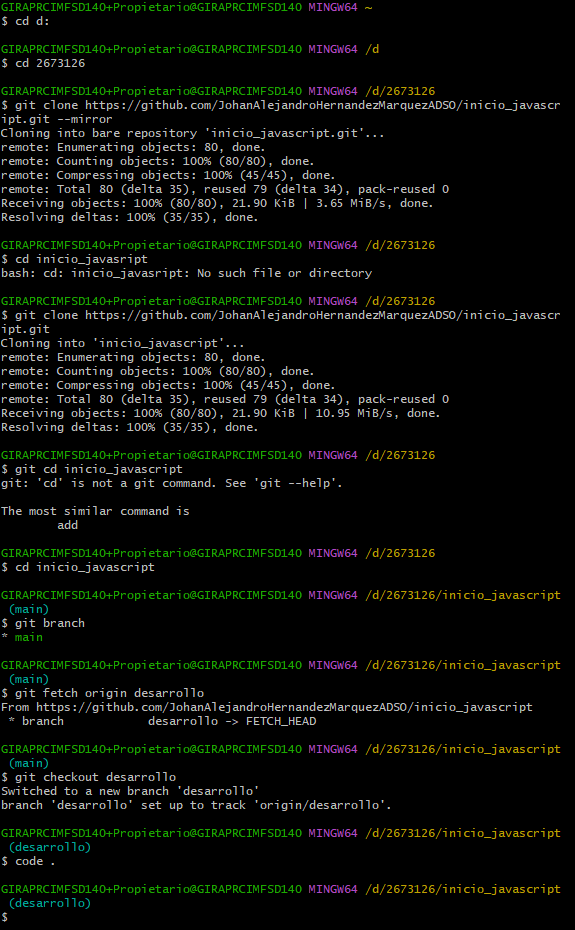 GIRAPRCIMFSD140+Propietario@GIRAPRCIMFSD140 MINGW64 ~
$ cd d:
GIRAPRCIMFSD140+Propietario@GIRAPRCIMFSD140 MINGW64 /d
$ cd 2673126
GIRAPRCIMFSD140+Propietario@GIRAPRCIMFSD140 MINGW64 /d/2673126
$ git clone https://github.com/JohanAlejandroHernandezMarquezADSO/inicio_javascr
ipt.git --mirror
Cloning into bare repository 'inicio_javascript.git'...
remote: Enumerating objects: 80, done.
remote: Counting objects: 100% (80/80), done.
remote: Compressing objects: 100% (45/45), done.
remote: Total 80 (delta 35), reused 79 (delta 34), pack-reused 0
Receiving objects: 100% (80/80), 21.90 KiB | 3.65 MiB/s, done.
Resolving deltas: 100% (35/35), done.
GIRAPRCIMFSD140+Propietario@GIRAPRCIMFSD140 MINGW64 /d/2673126
$ cd inicio_javasript
bash: cd: inicio_javasript: No such file or directory
GIRAPRCIMFSD140+Propietario@GIRAPRCIMFSD140 MINGW64 /d/2673126
$ git clone https://github.com/JohanAlejandroHernandezMarquezADSO/inicio_javascr
ipt.git
Cloning into 'inicio_javascript'...
remote: Enumerating objects: 80, done.
remote: Counting objects: 100% (80/80), done.
remote: Compressing objects: 100% (45/45), done.
remote: Total 80 (delta 35), reused 79 (delta 34), pack-reused 0
Receiving objects: 100% (80/80), 21.90 KiB | 10.95 MiB/s, done.
Resolving deltas: 100% (35/35), done.
GIRAPRCIMFSD140+Propietario@GIRAPRCIMFSD140 MINGW64 /d/2673126
$ git cd inicio_javascript
git: 'cd' is not a git command. See 'git --help'.
The most similar command is
add
GIRAPRCIMFSD140+Propietario@GIRAPRCIMFSD140 MINGW64 /d/2673126
$ cd inicio_javascript
GIRAPRCIMFSD140+Propietario@GIRAPRCIMFSD140 MINGW64 /d/2673126/inicio_javascript
(main)
$ git branch
* main
GIRAPRCIMFSD140+Propietario@GIRAPRCIMFSD140 MINGW64 /d/2673126/inicio_javascript
(main)
$ git fetch origin desarrollo
From https://github.com/JohanAlejandroHernandezMarquezADSO/inicio_javascript
* branch            desarrollo -> FETCH_HEAD
GIRAPRCIMFSD140+Propietario@GIRAPRCIMFSD140 MINGW64 /d/2673126/inicio_javascript
(main)
$ git checkout desarrollo
Switched to a new branch 'desarrollo'
branch 'desarrollo' set up to track 'origin/desarrollo'.
GIRAPRCIMFSD140+Propietario@GIRAPRCIMFSD140 MINGW64 /d/2673126/inicio_javascript
(desarrollo)
$ code .
GIRAPRCIMFSD140+Propietario@GIRAPRCIMFSD140 MINGW64 /d/2673126/inicio_javascript
(desarrollo)
$